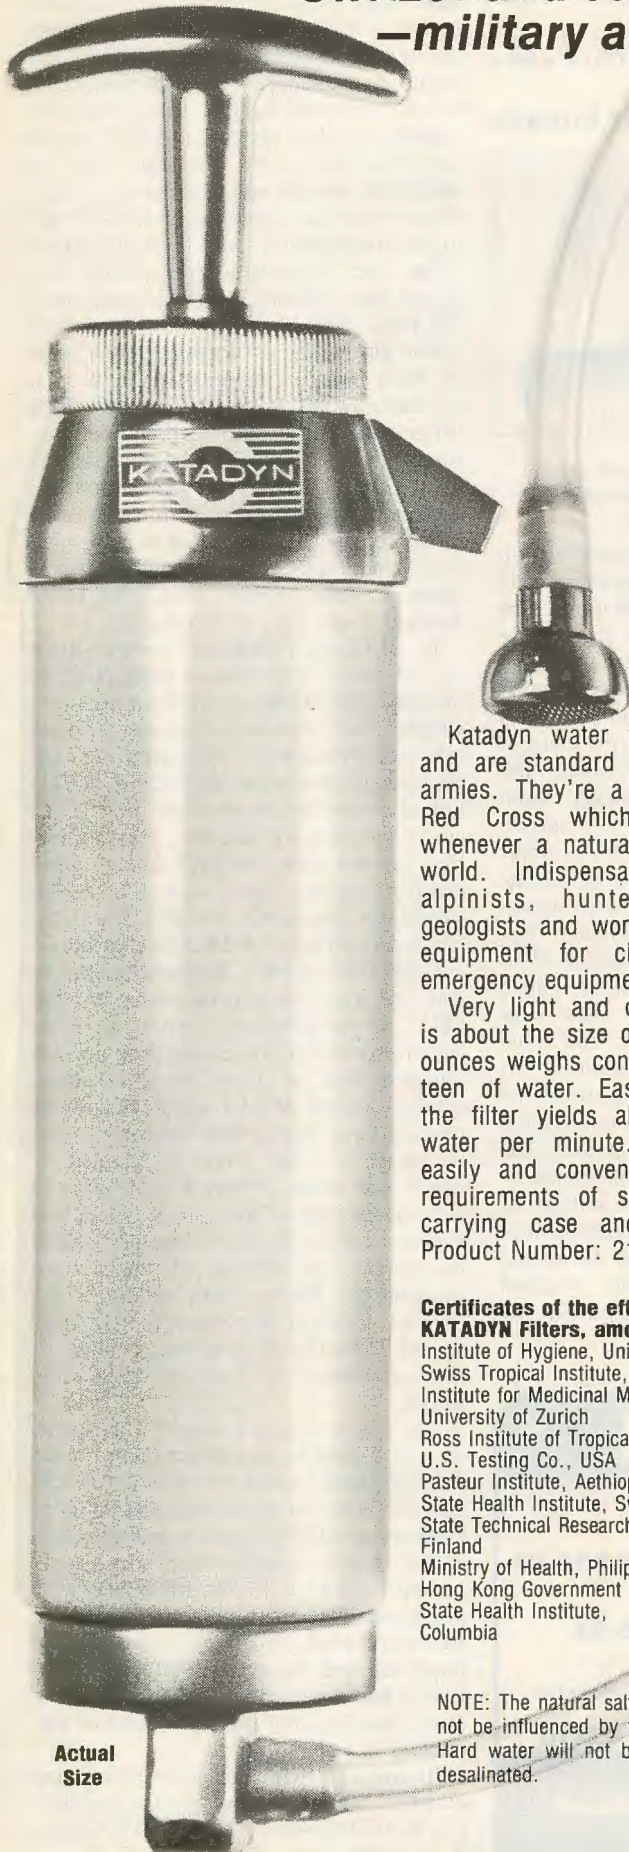 —military a
KATADYN
Katadyn water
and are standard
armies. They're a
Red Cross which
whenever a natura
world. Indispensa
alpinists, hunte
geologists and wor
equipment for ci
emergency equipme
Very light and c
is about the size o
ounces weighs con
teen of water. Eas
the filter yields a
water per minute.
easily and conven
requirements of s
carrying case and
Product Number: 21
Certificates of the eff
KATADYN Filters, amo
Institute of Hygiene, Uni
Swiss Tropical Institute,
Institute for Medicinal M
University of Zurich
Ross Institute of Tropica
U.S. Testing Co., USA
Pasteur Institute, Aethiop
State Health Institute, Sw
State Technical Research
Finland
Ministry of Health, Philip
Hong Kong Government
State Health Institute,
Columbia
NOTE: The natural sal
not be influenced by t
Hard water will not b
desalinated.
Actual
Size